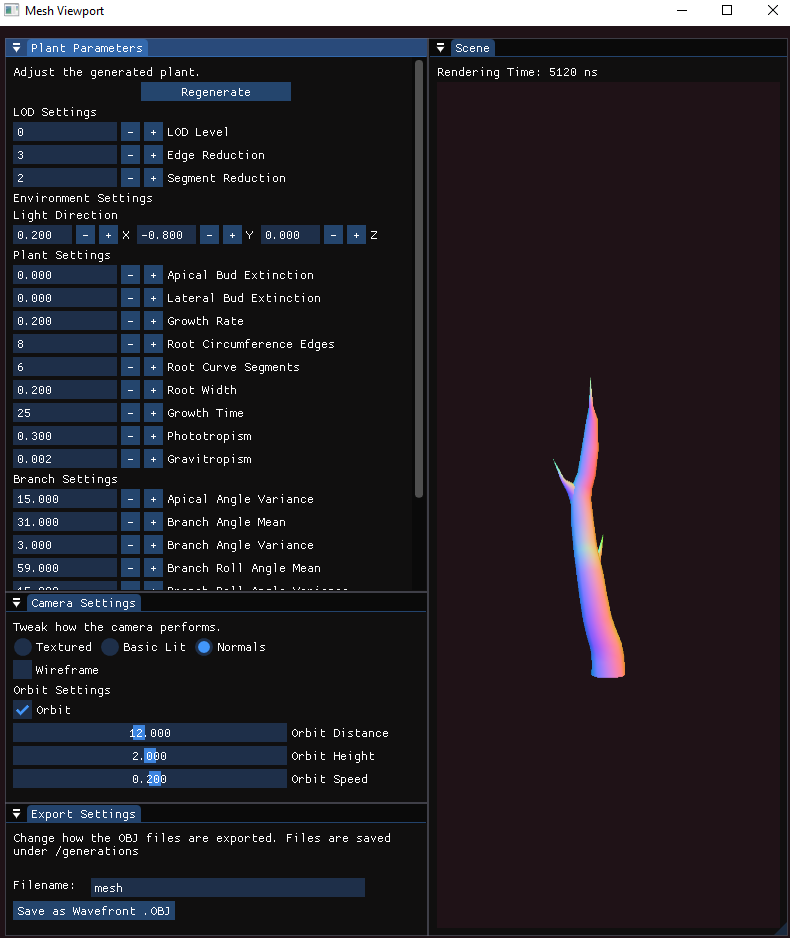 Mesh Viewport
Plant Parameters
Adjust the generated plant.
Regenerate
LOD Settings
0 - + LOD Level
3 - + Edge Reduction
2 - + Segment Reduction
Environment Settings
Light Direction
0.200 - + X -0.800 - + Y 0.000 - + Z
Plant Settings
0.000 - + Apical Bud Extinction
0.000 - + Lateral Bud Extinction
0.200 - + Growth Rate
8 - + Root Circumference Edges
6 - + Root Curve Segments
0.200 - + Root Width
25 - + Growth Time
0.300 - + Phototropism
0.002 - + Gravitropism
Branch Settings
15.000 - + Apical Angle Variance
31.000 - + Branch Angle Mean
3.000 - + Branch Angle Variance
59.000 - + Branch Roll Angle Mean
15.000 - + Branch Roll Angle Variance
Camera Settings
Tweak how the camera performs.
Textured Basic Lit Normals
Wireframe
Orbit Settings
Orbit
12.000 Orbit Distance
2.000 Orbit Height
0.200 Orbit Speed
Export Settings
Change how the OBJ files are exported. Files are saved
under /generations
Filename: mesh
Save as Wavefront .OBJ
Scene
Rendering Time: 5120 ns